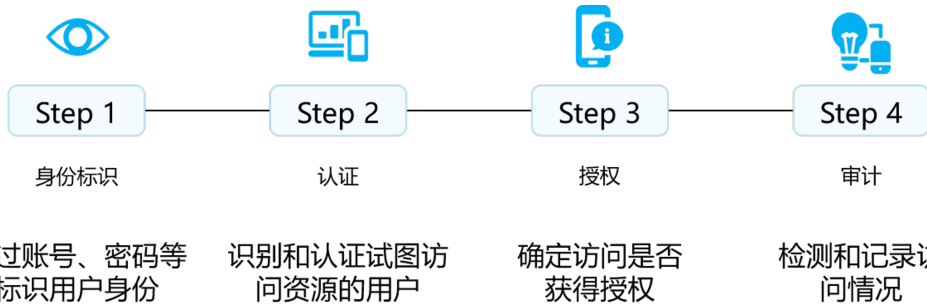 Step 1
Step 2
Step 3
Step 4
身份标识
认证
授权
审计
过账号、密码等
标识用户身份
识别和认证试图访
问资源的用户
确定访问是否
获得授权
检测和记录访
问情况